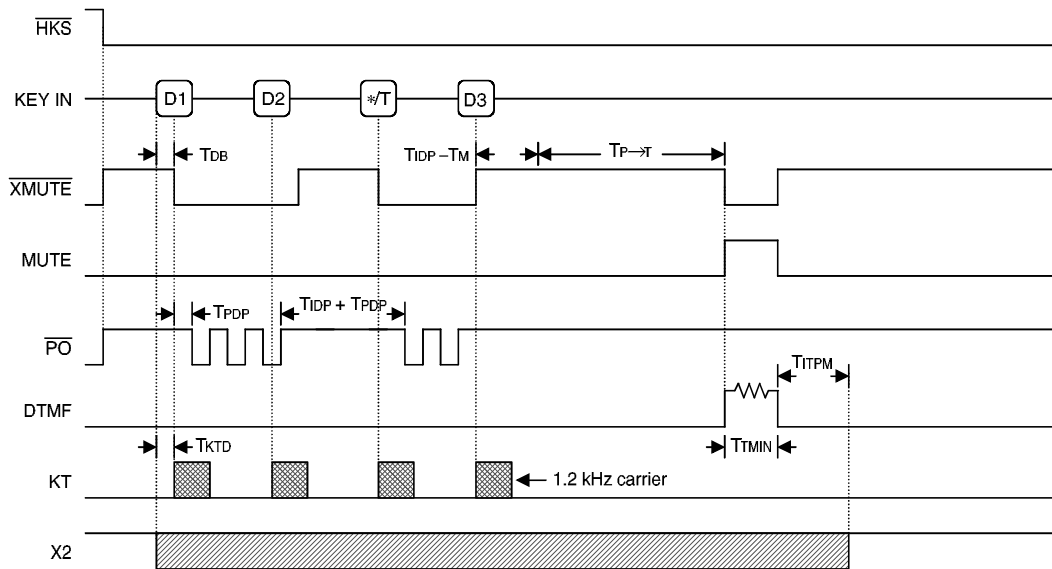 HKS
KEY IN D1 D2 */T D3
TDB TIDP –TM TP→T
XMUTE
MUTE
TPDP TIDP + TPDP
PO
TITPM
DTMF
TKTD TTMIN
KT 1.2 kHz carrier
X2